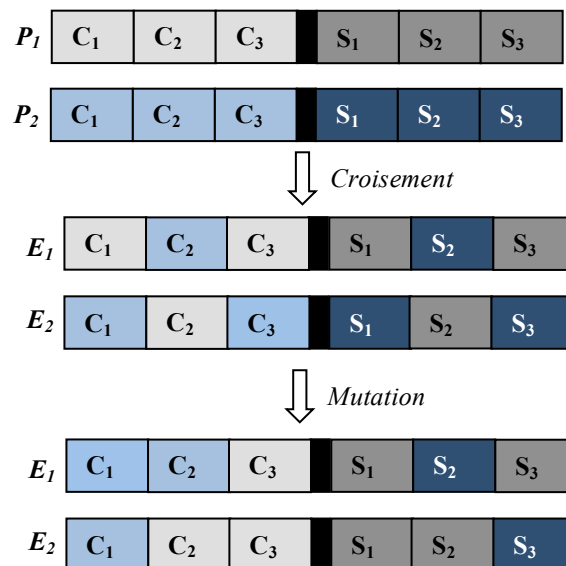 P₁ C₁ C₂ C₃ S₁ S₂ S₃
P₂ C₁ C₂ C₃ S₁ S₂ S₃
Croisement
E₁ C₁ C₂ C₃ S₁ S₂ S₃
E₂ C₁ C₂ C₃ S₁ S₂ S₃
Mutation
E₁ C₁ C₂ C₃ S₁ S₂ S₃
E₂ C₁ C₂ C₃ S₁ S₂ S₃